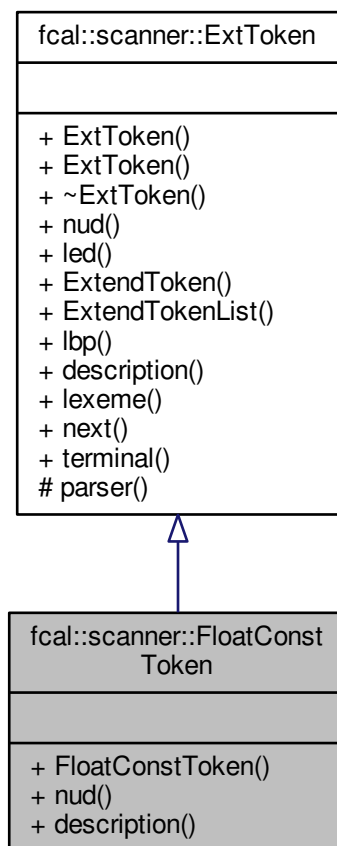 fcal::scanner::ExtToken
+ ExtToken()
+ ExtToken()
+ ~ExtToken()
+ nud()
+ led()
+ ExtendToken()
+ ExtendTokenList()
+ lbp()
+ description()
+ lexeme()
+ next()
+ terminal()
# parser()
fcal::scanner::FloatConst
Token
+ FloatConstToken()
+ nud()
+ description()